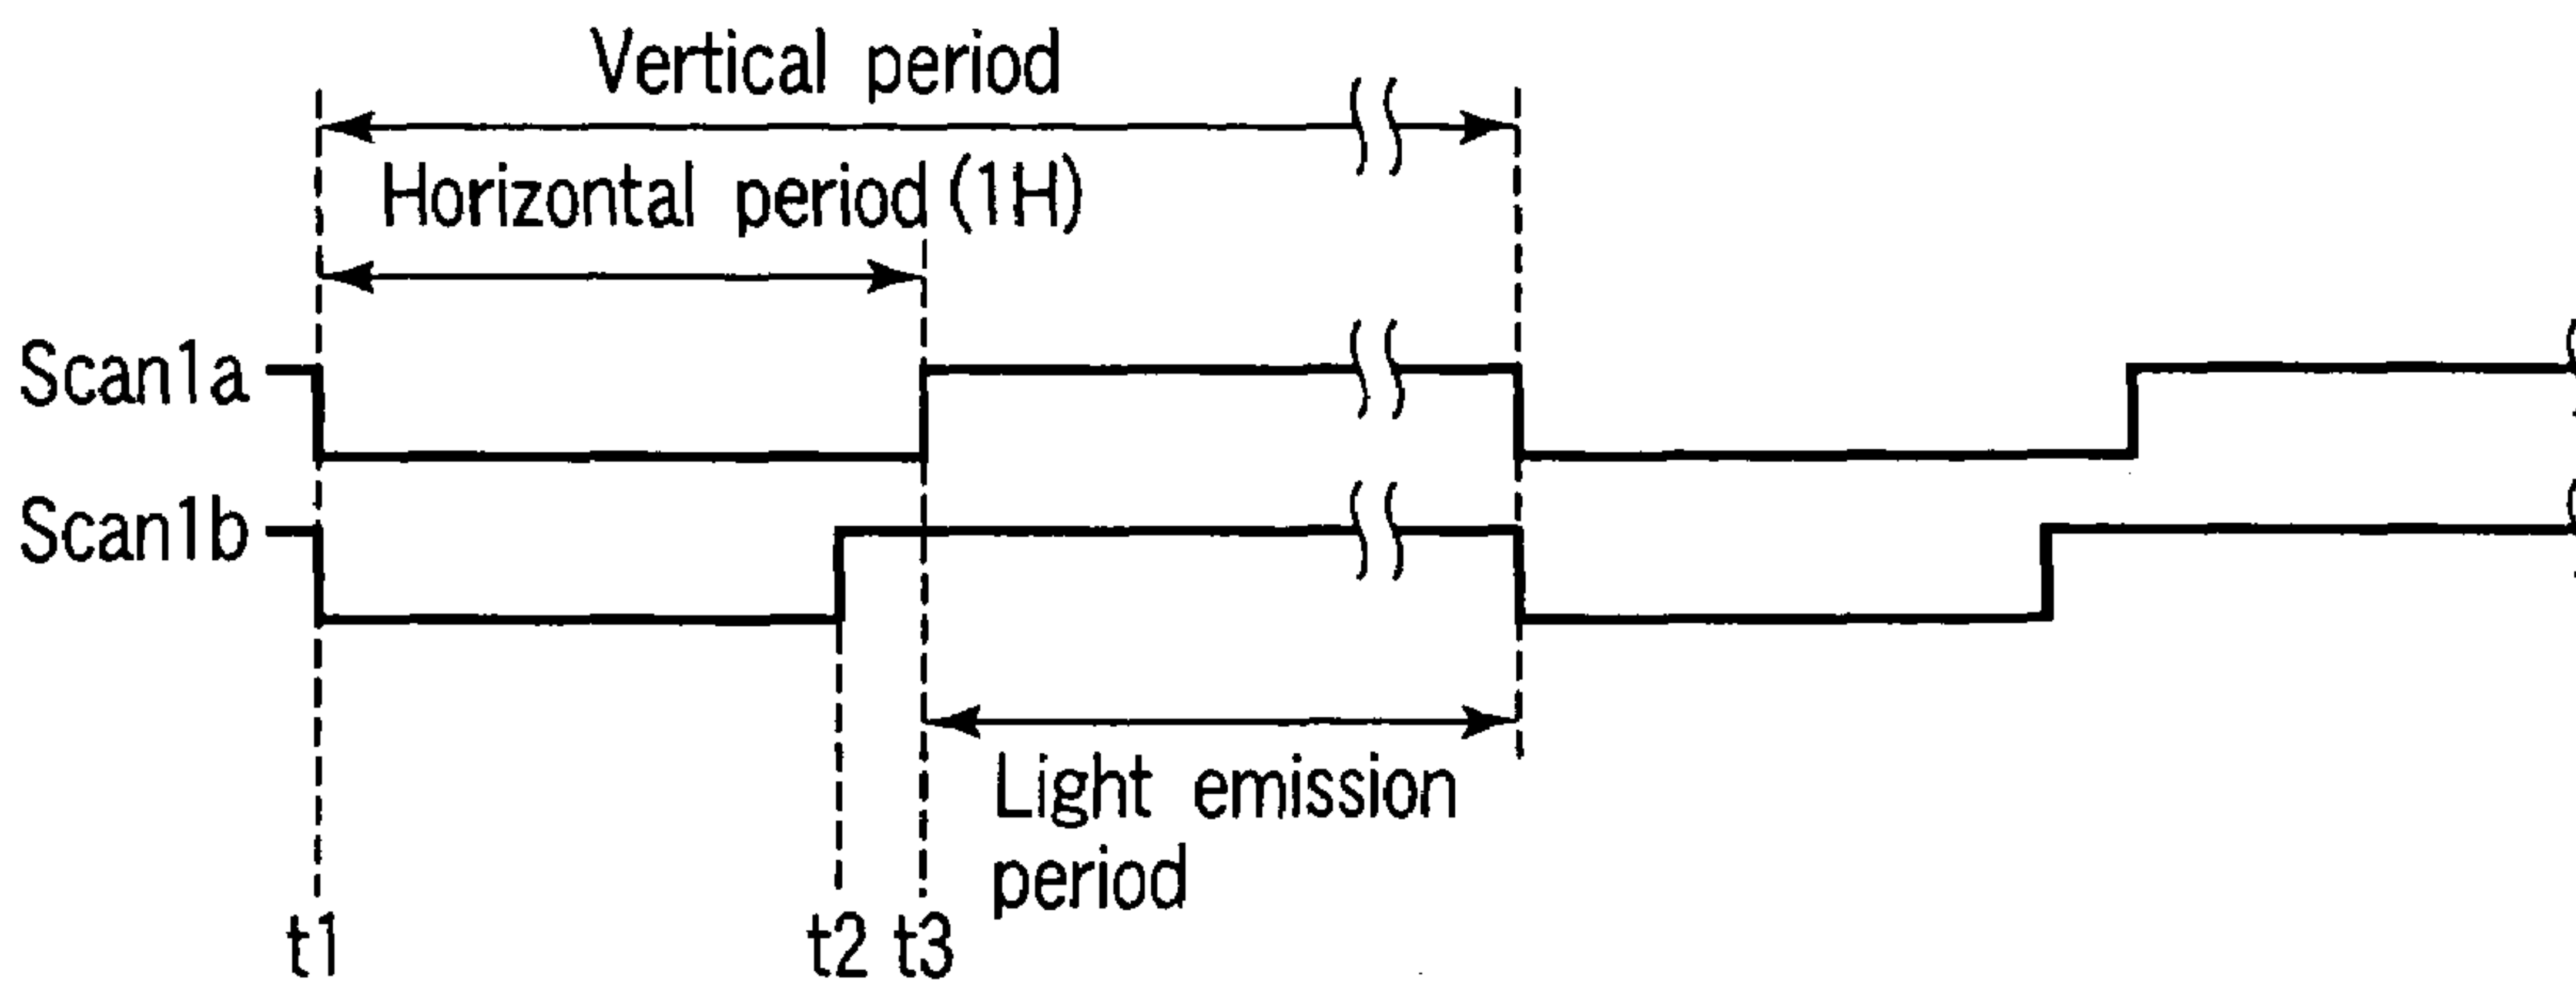 Vertical period
Horizontal period (1H)
Scan1a
Scan1b
Light emission
period
t1 t2 t3